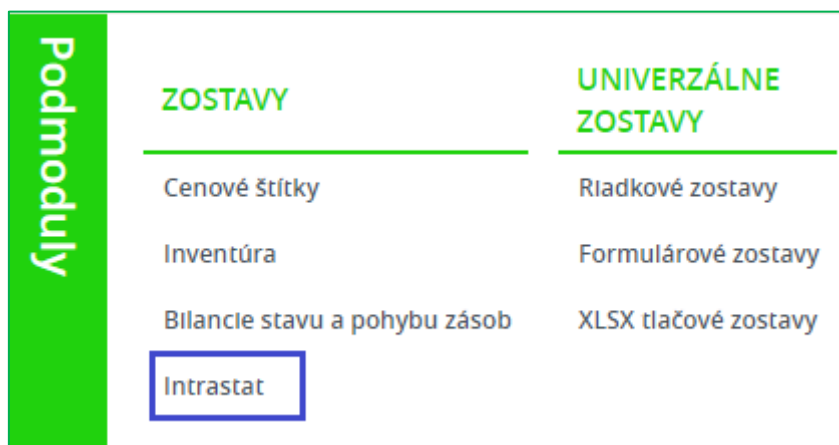 Podmoduly
ZOSTAVY
Cenové štítky
Inventúra
Bilancie stavu a pohybu zásob
Intrastat
UNIVERZÁLNE
ZOSTAVY
Riadkové zostavy
Formulárové zostavy
XLSX tlačové zostavy